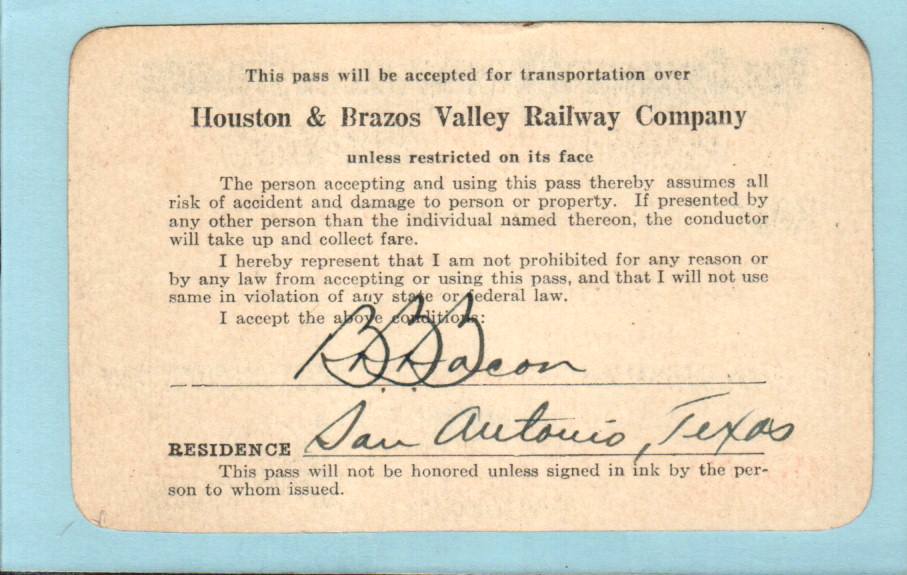 This pass will be accepted for transportation over
Houston & Brazos Valley Railway Company
unless restricted on its face
The person accepting and using this pass thereby assumes all
risk of accident and damage to person or property. If presented by
any other person than the individual named thereon, the conductor
will take up and collect fare.
I hereby represent that I am not prohibited for any reason or
by any law from accepting or using this pass, and that I will not use
same in violation of any state or federal law.
I accept the above conditions:
B.B.Bacon
RESIDENCE San Antonio, Texas
This pass will not be honored unless signed in ink by the per-
son to whom issued.